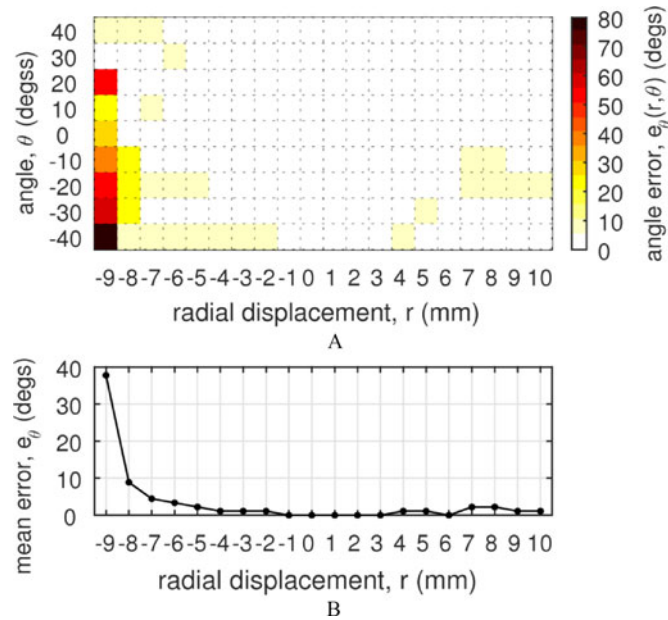 40
30
20
10
0
-10
-20
-30
-40
angle, θ (degss)
-9 -8 -7 -6 -5 -4 -3 -2 -1 0 1 2 3 4 5 6 7 8 9 10
radial displacement, r (mm)
80
70
60
50
40
30
20
10
0
angle error, eθ(r,θ) (degs)
A
40
30
20
10
0
mean error, eθ (degs)
-9 -8 -7 -6 -5 -4 -3 -2 -1 0 1 2 3 4 5 6 7 8 9 10
radial displacement, r (mm)
B